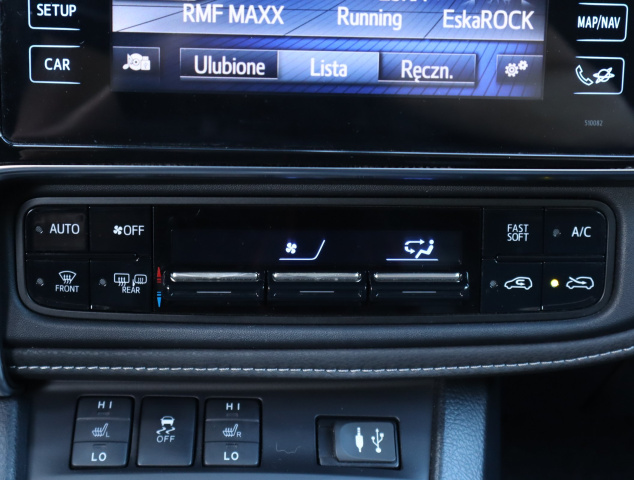 SETUP
RMF MAXX Running EskaROCK
MAP/NAV
CAR
Ulubione Lista Ręczn.
510082
AUTO
OFF
FAST
SOFT
A/C
FRONT
REAR
HI
HI
L
OFF
R
LO
LO